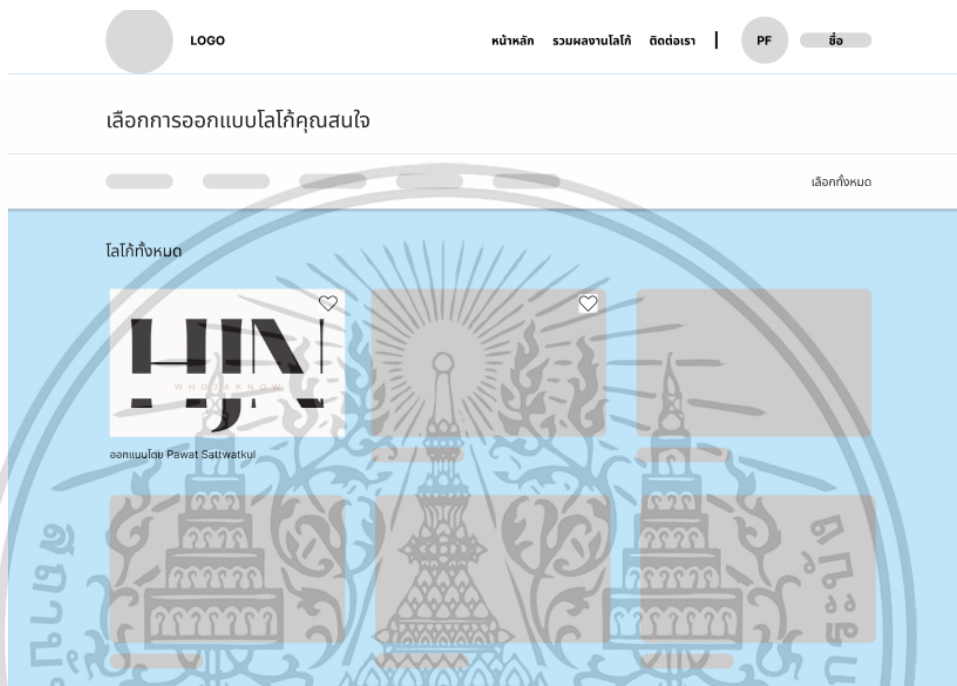 LOGO
หน้าหลัก รวมผลงานโลโก้ ติดต่อเรา | PF ชื่อ
เลือกการออกแบบโลโก้คุณสนใจ
เลือกทั้งหมด
โลโก้ทั้งหมด
HJN
WHOJAKNOW
ออกแบบโดย Pawat Sattwatkul